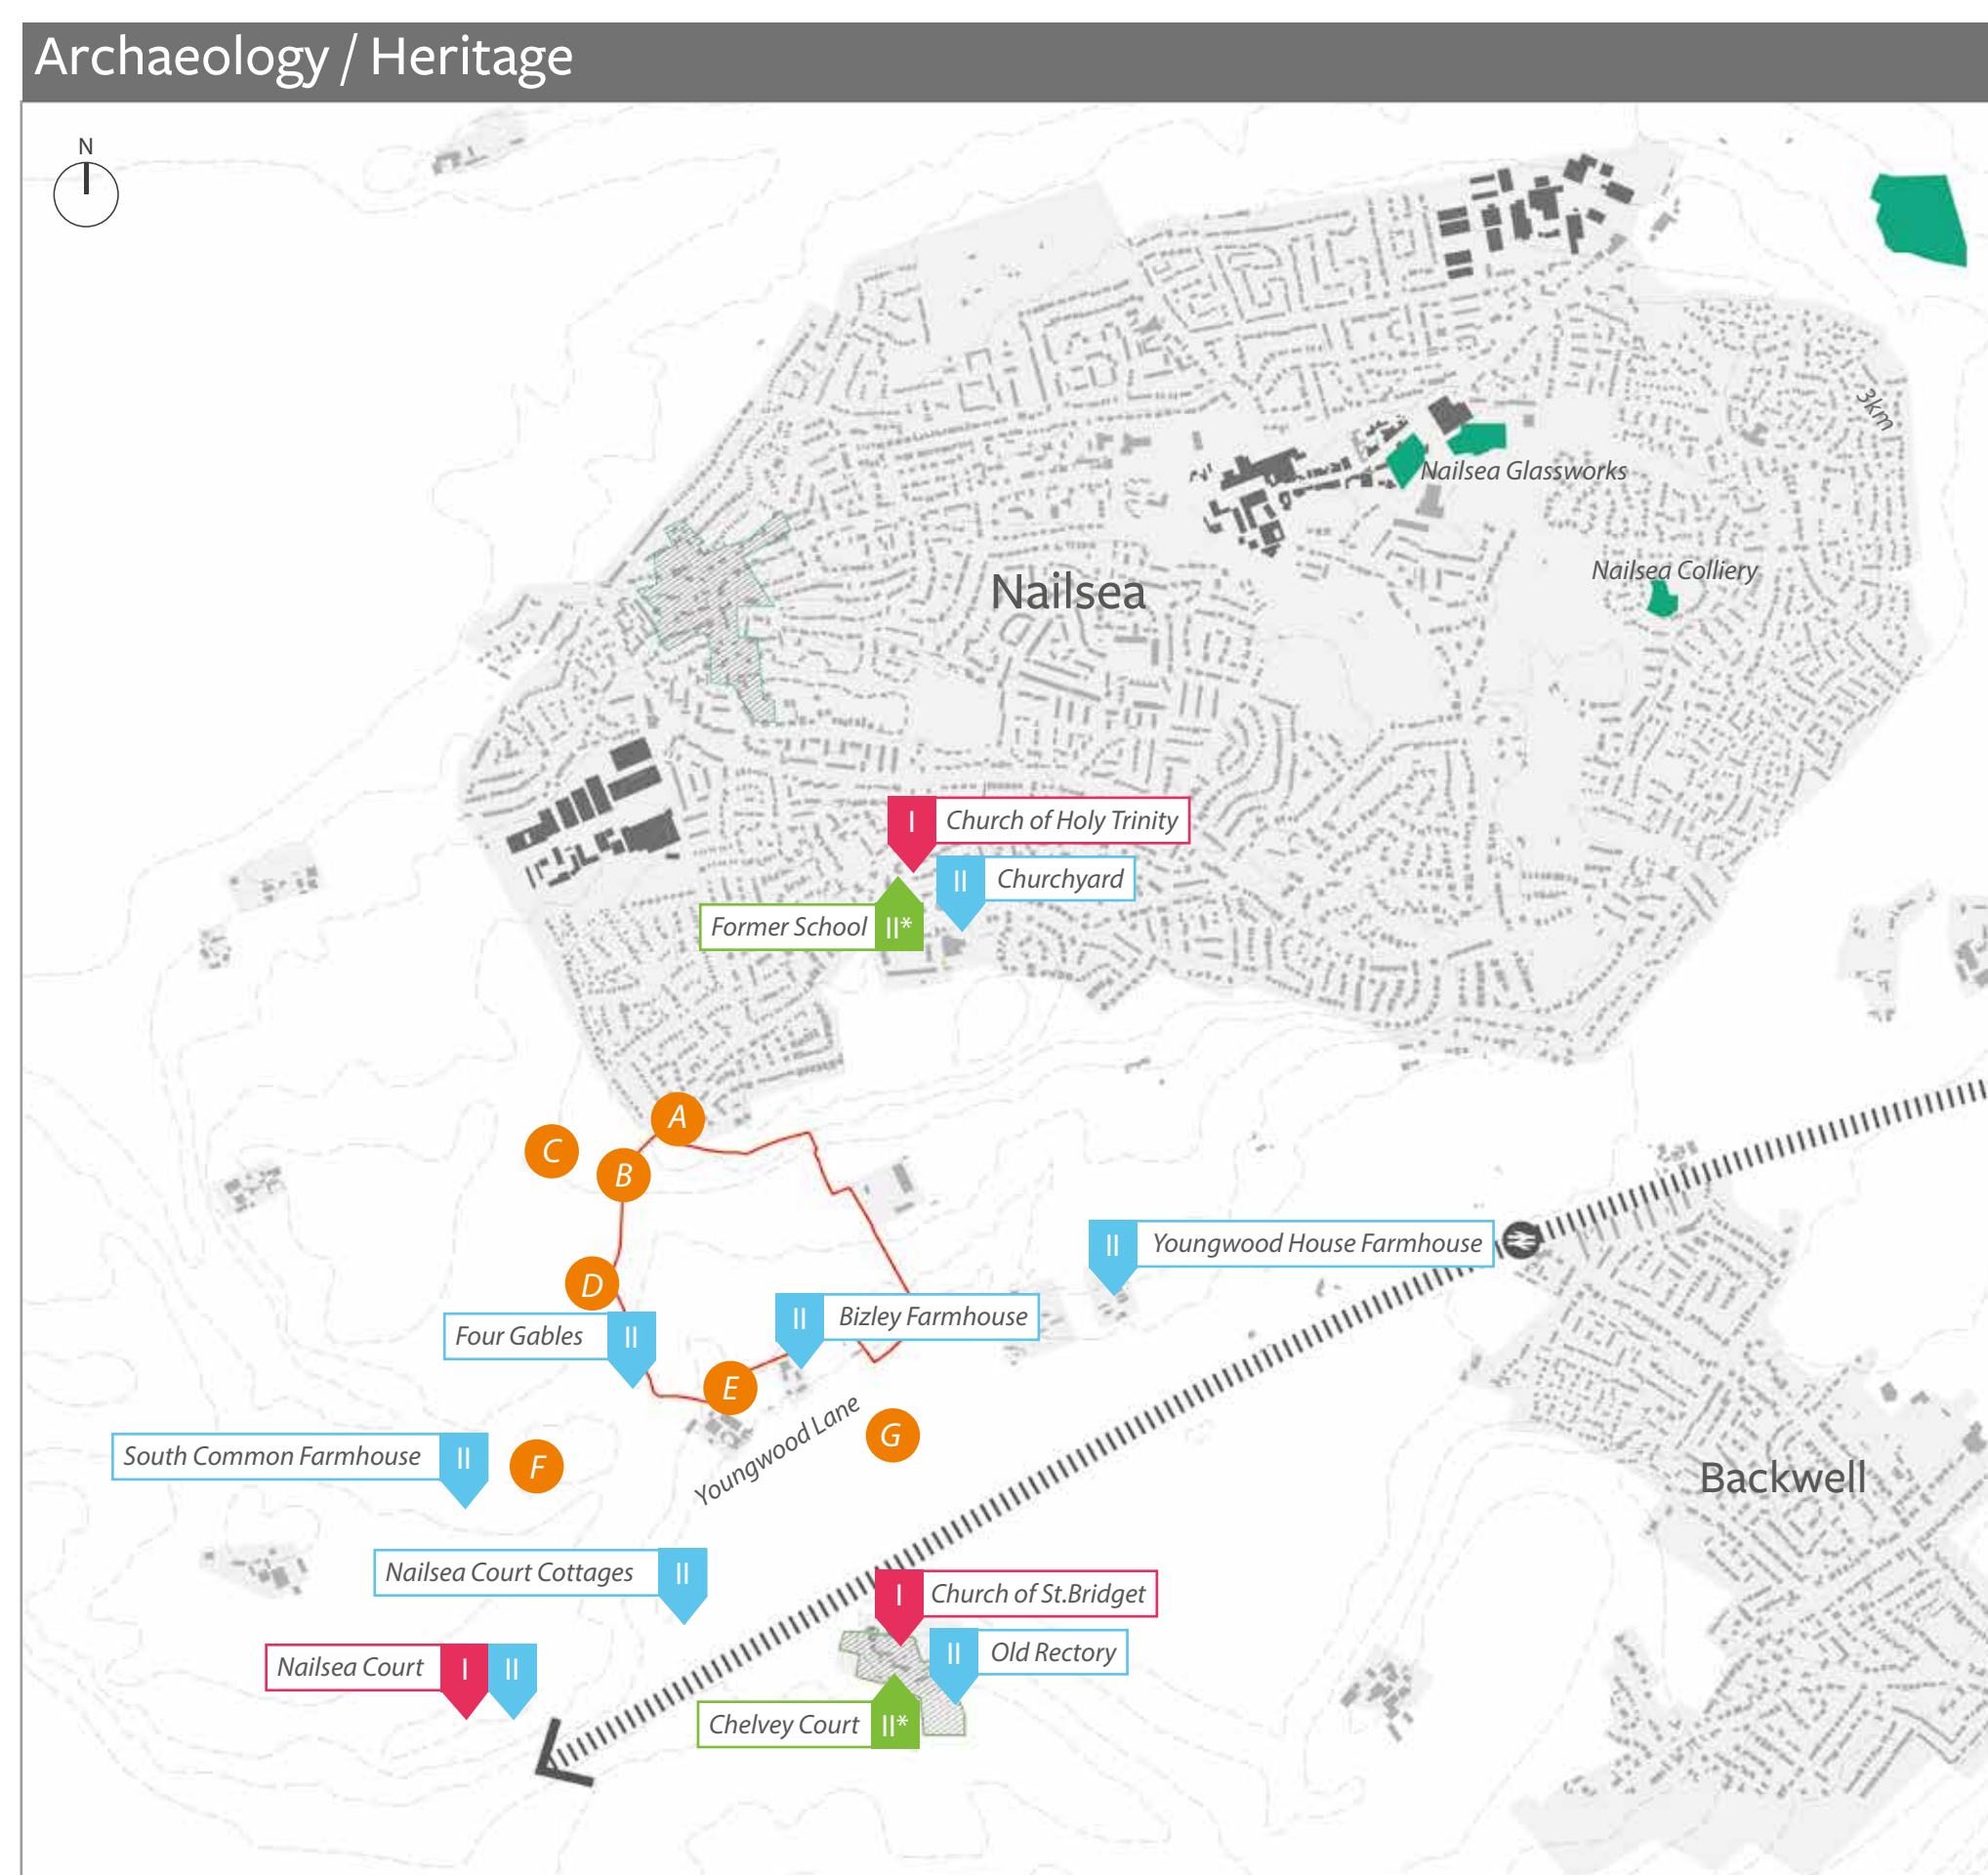 Archaeology / Heritage
N
3km
Nailsea Glassworks
Nailsea Colliery
Nailsea
I Church of Holy Trinity
II Churchyard
Former School II*
A
C
B
II Youngwood House Farmhouse
D
II Bizley Farmhouse
Four Gables II
E
Youngwood Lane
G
South Common Farmhouse II
F
Backwell
Nailsea Court Cottages II
I Church of St.Bridget
II Old Rectory
Nailsea Court I II
Chelvey Court II*